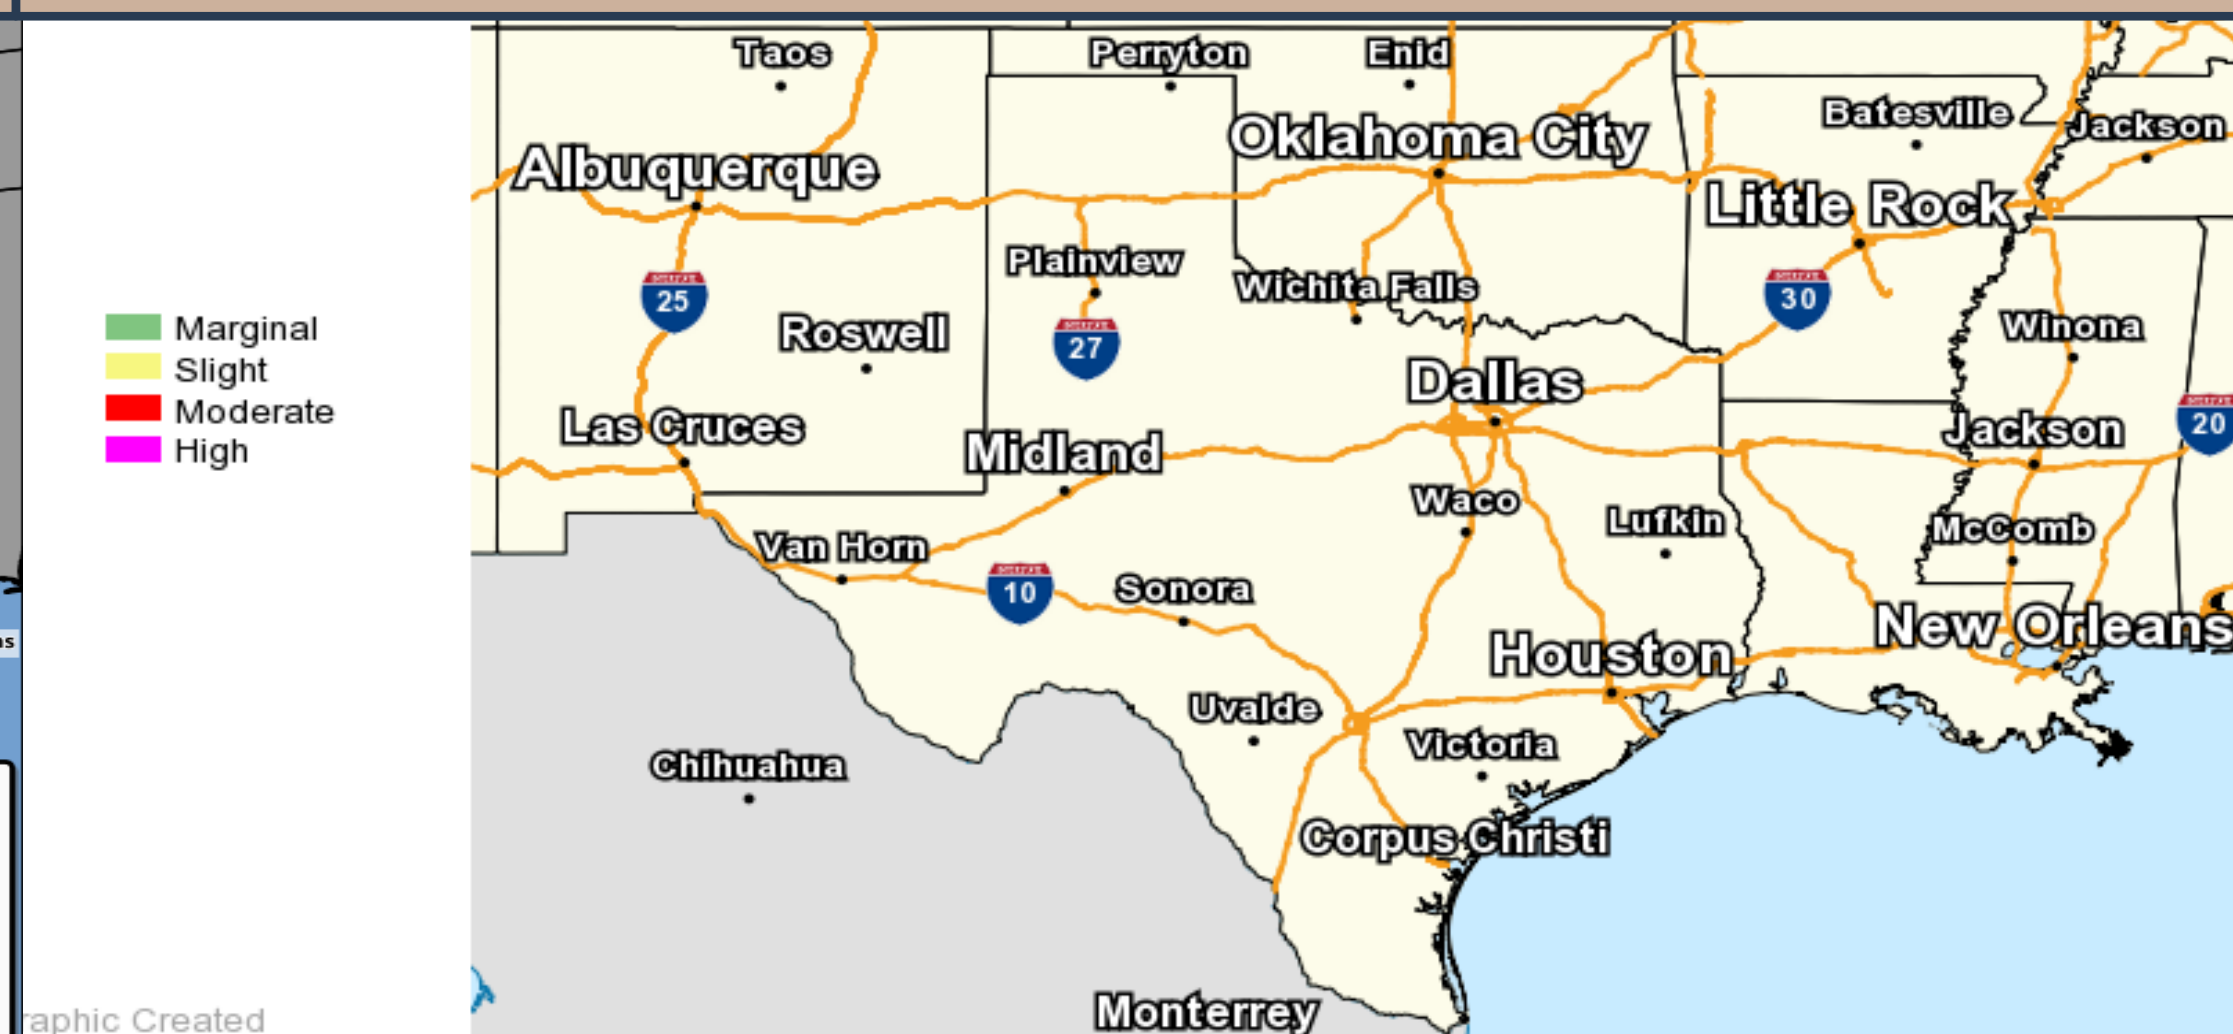 Taos
Perryton
Enid
Batesville
Jackson
Oklahoma City
Albuquerque
Little Rock
Plainview
Wichita Falls
25
30
Roswell
27
Winona
Marginal
Slight
Moderate
High
Dallas
Las Cruces
Midland
Jackson
20
Waco
Lufkin
McComb
Van Horn
10
Sonora
New Orleans
Houston
Uvalde
Victoria
Chihuahua
Corpus Christi
Monterrey
raphic Created